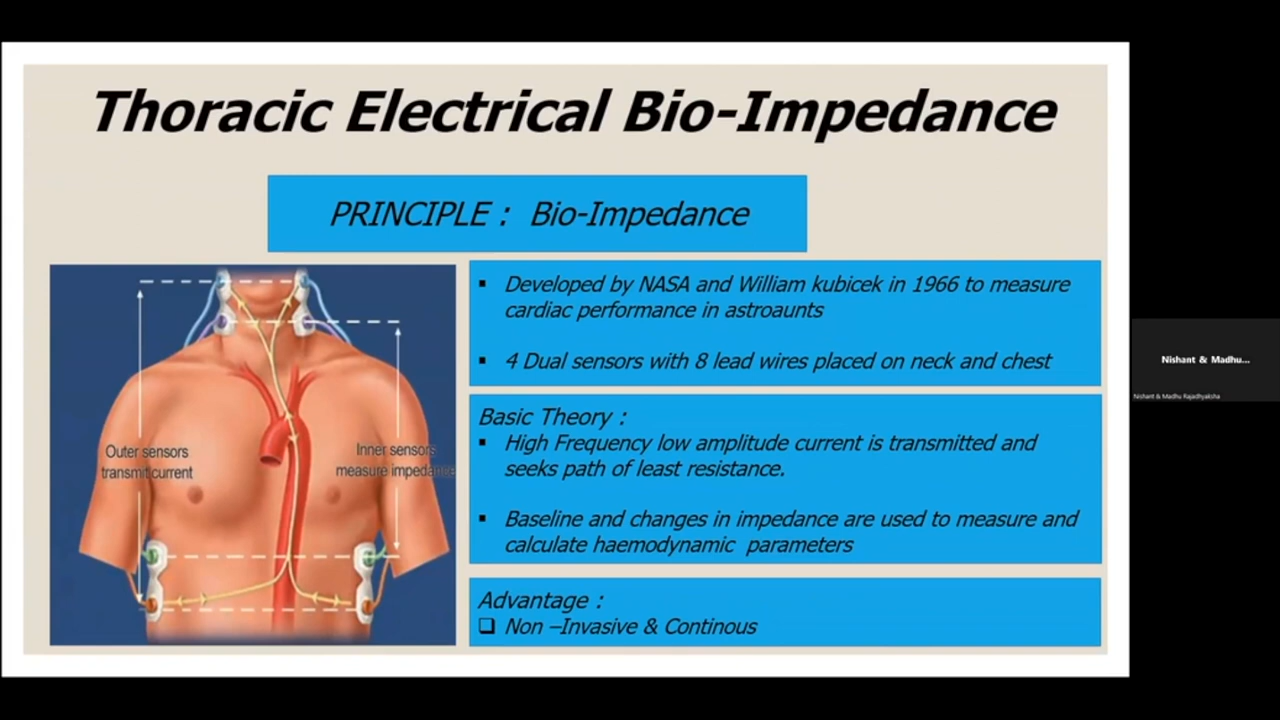 Thoracic Electrical Bio-Impedance
PRINCIPLE : Bio-Impedance
Outer sensors
transmit current
Inner sensors
measure impedance
▪ Developed by NASA and William kubicek in 1966 to measure
cardiac performance in astroaunts
▪ 4 Dual sensors with 8 lead wires placed on neck and chest
Basic Theory :
▪ High Frequency low amplitude current is transmitted and
seeks path of least resistance.
▪ Baseline and changes in impedance are used to measure and
calculate haemodynamic parameters
Advantage :
❑ Non –Invasive & Continous
Nishant & Madhu...
Nishant & Madhu Rajadhyaksha